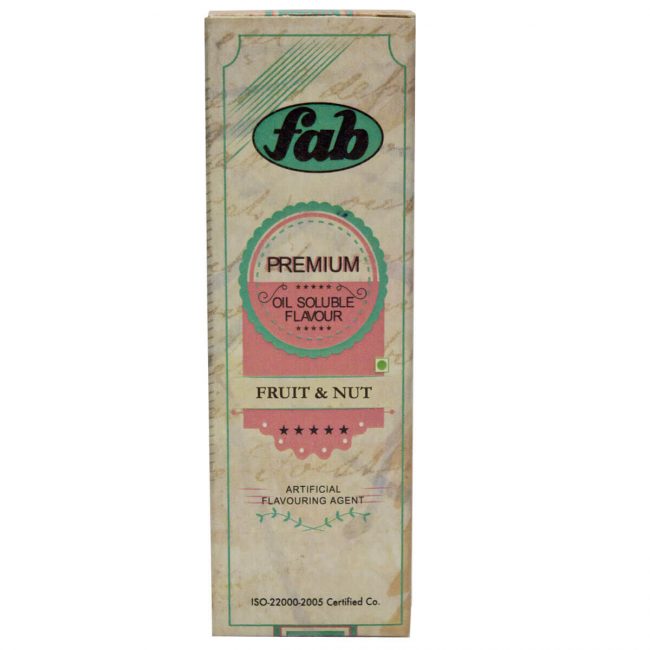 fab
PREMIUM
OIL SOLUBLE
FLAVOUR
FRUIT & NUT
ARTIFICIAL
FLAVOURING AGENT
ISO-22000-2005 Certified Co.